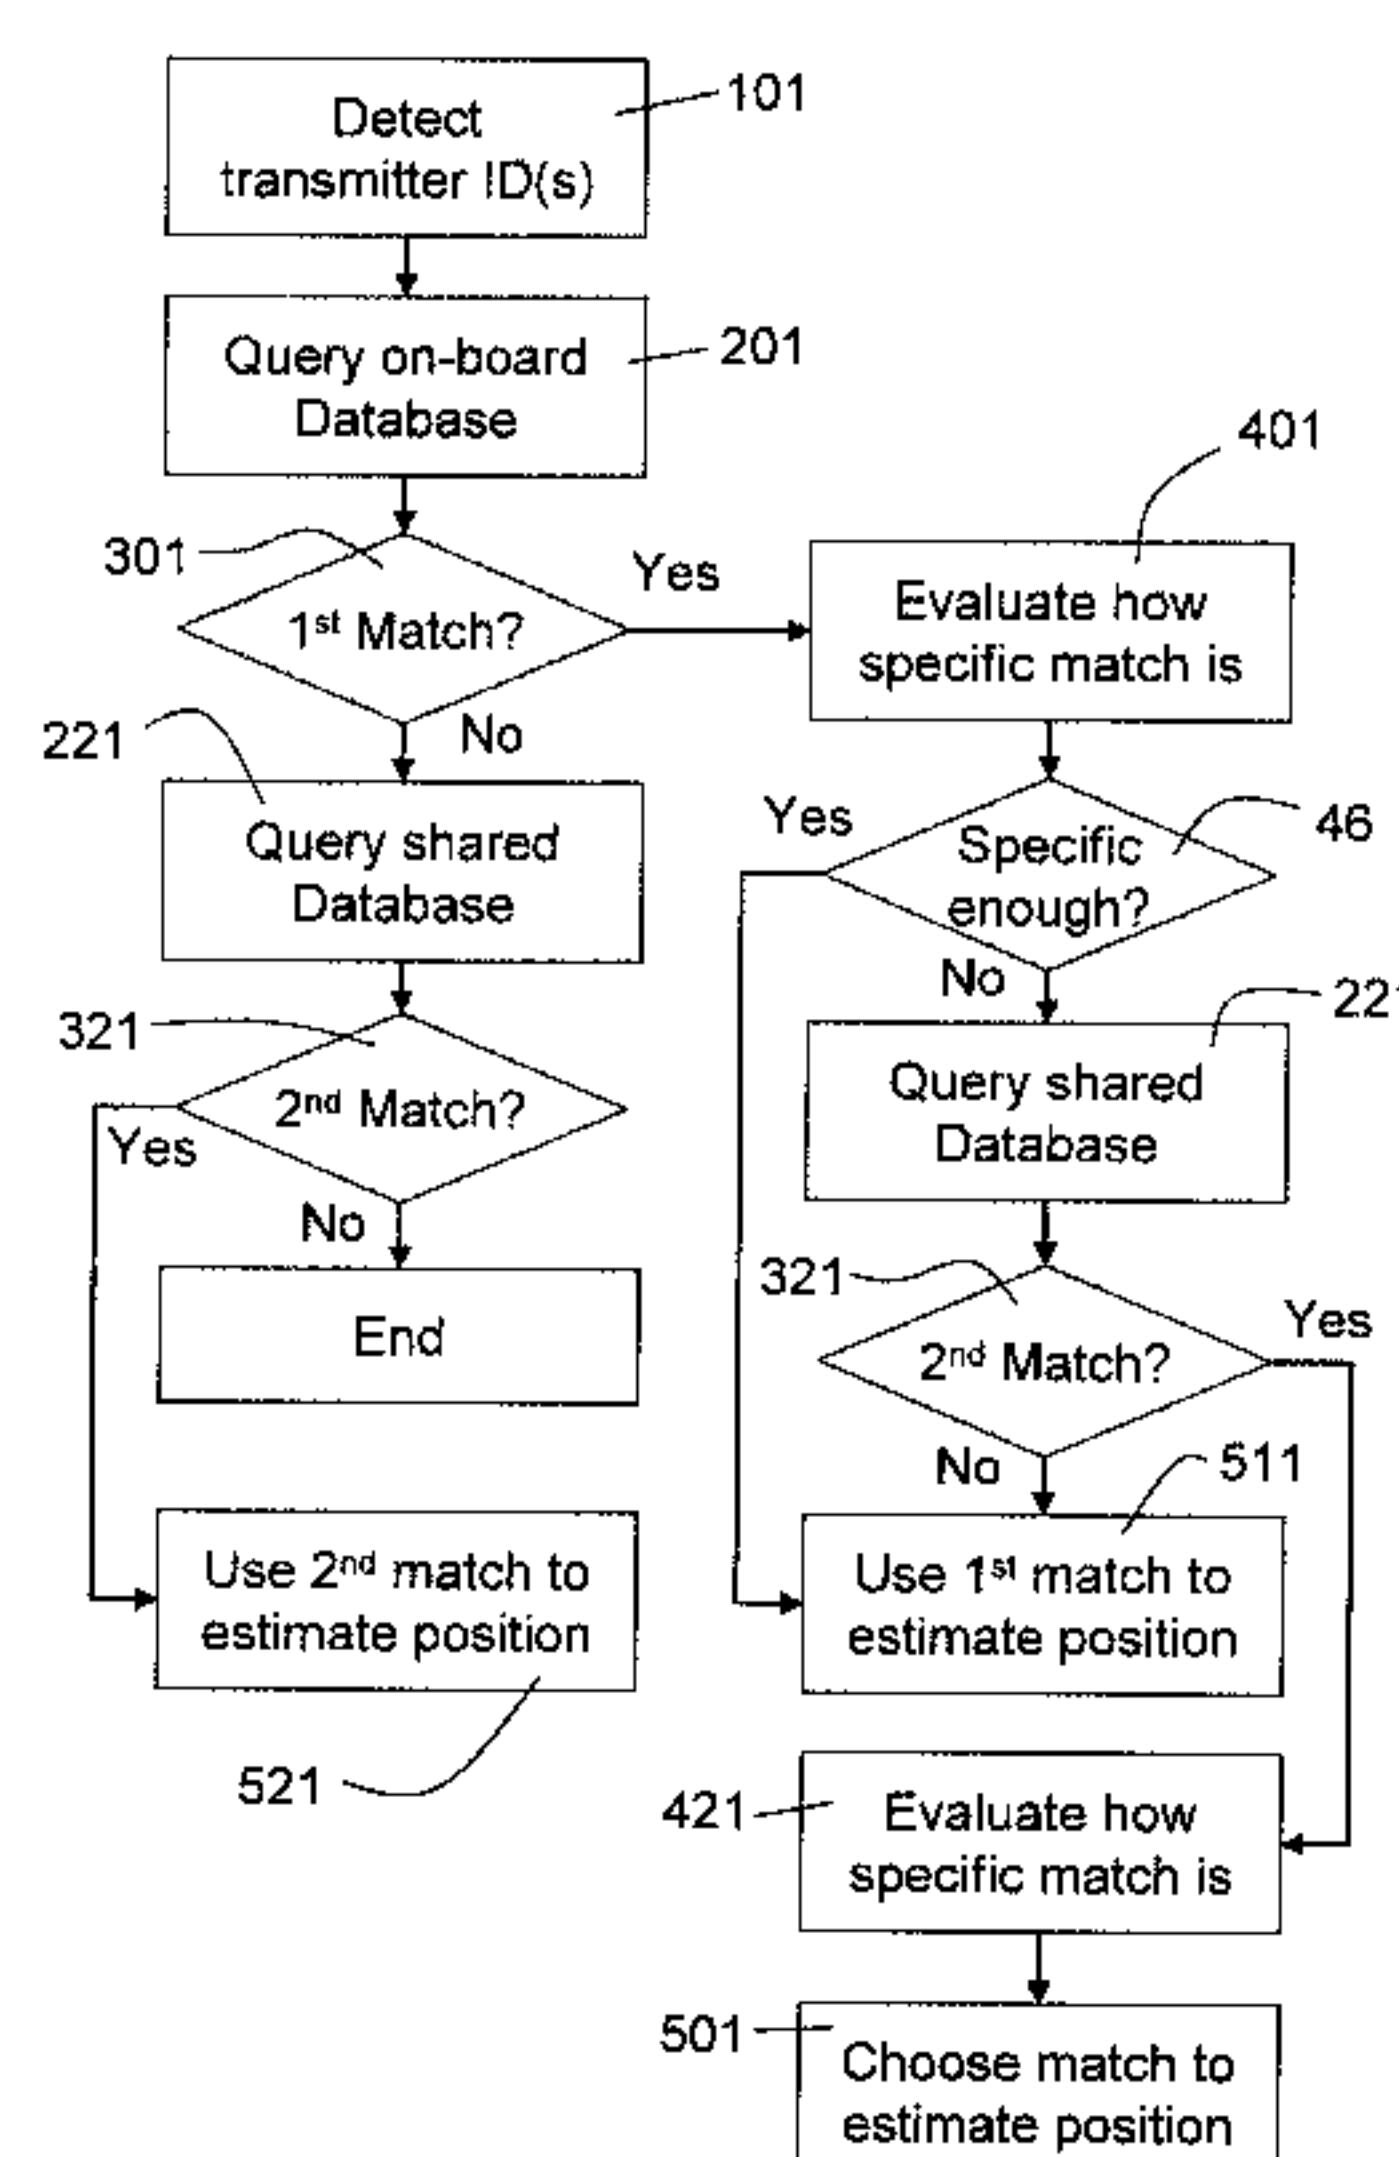 Detect
transmitter ID(s)
101
Query on-board
Database
201
301
1st Match?
Yes
No
401
Evaluate how
specific match is
221
Query shared
Database
Yes
Specific
enough?
46
No
321
2nd Match?
Yes
No
End
Query shared
Database
321
2nd Match?
Yes
No
511
Use 2nd match to
estimate position
521
Use 1st match to
estimate position
421
Evaluate how
specific match is
501
Choose match to
estimate position